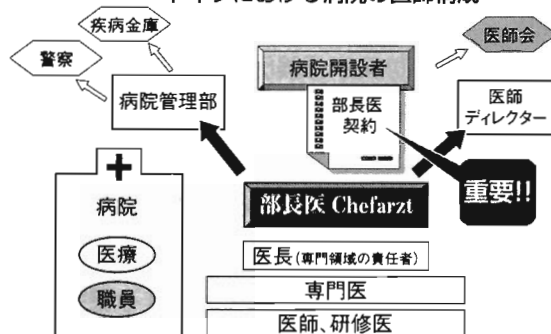 ドイツにおける病院の医師構成
疾病金庫
医師会
警察
病院開設者
病院管理部
部長医
契約
医師
ディレクター
重要!!
病院
部長医 Chefarzt
医療
医長(専門領域の責任者)
職員
専門医
医師、研修医